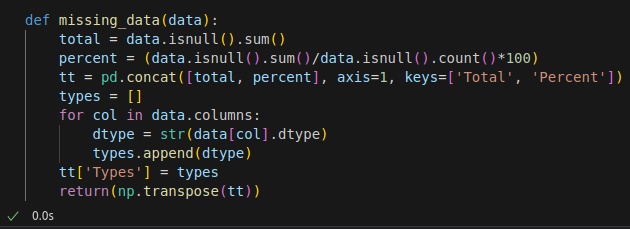 def missing_data(data):
    total = data.isnull().sum()
    percent = (data.isnull().sum()/data.isnull().count()*100)
    tt = pd.concat([total, percent], axis=1, keys=['Total', 'Percent'])
    types = []
    for col in data.columns:
        dtype = str(data[col].dtype)
        types.append(dtype)
    tt['Types'] = types
    return(np.transpose(tt))
0.0s